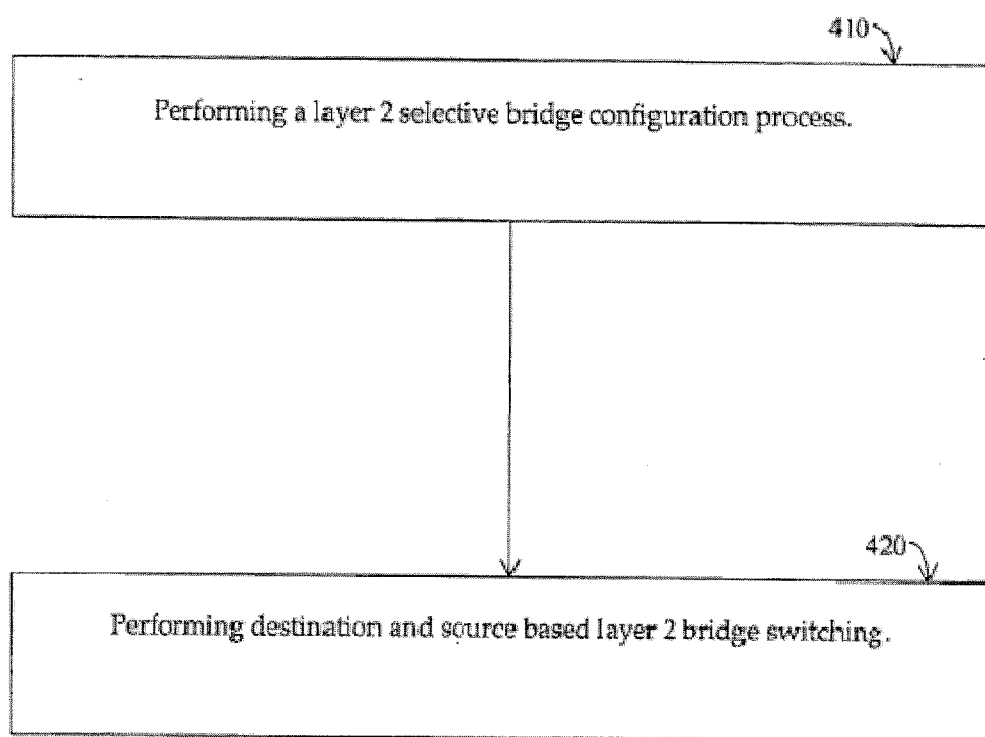 410
Performing a layer 2 selective bridge configuration process.
420
Performing destination and source based layer 2 bridge switching.